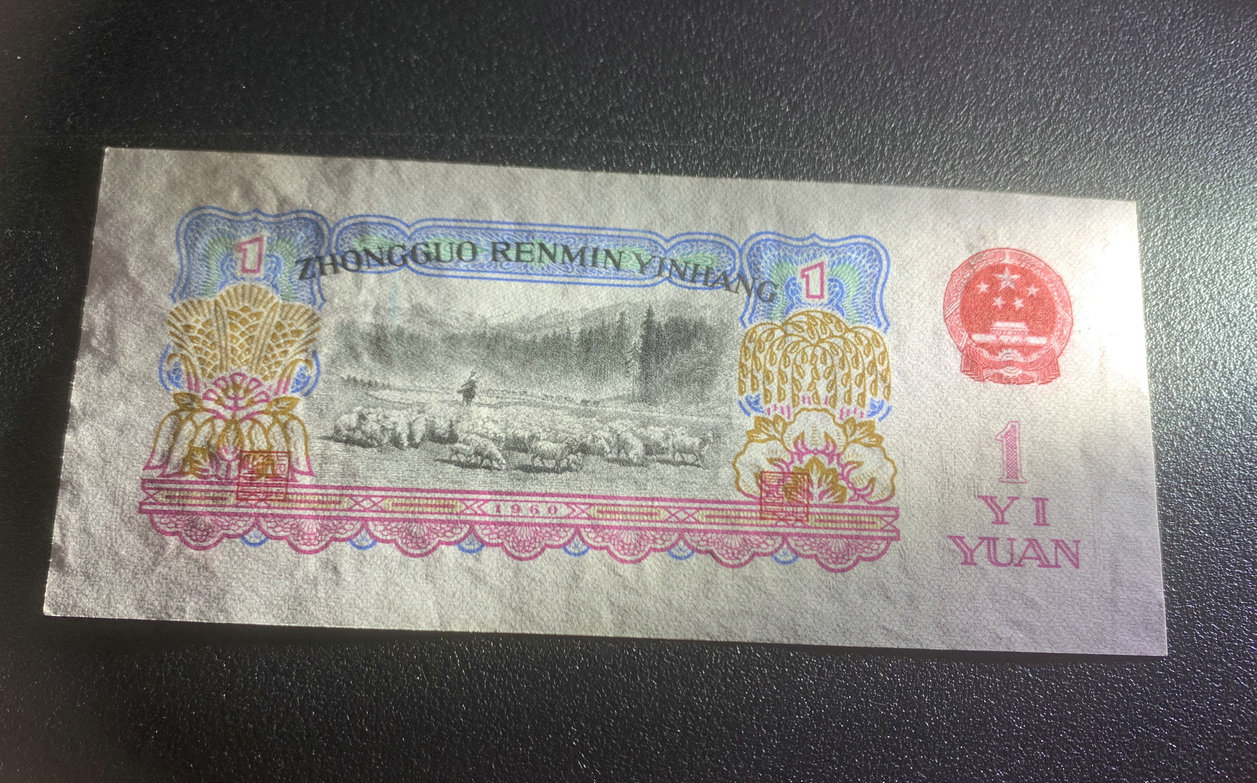 1
ZHONGGUO RENMIN YINHANG
1
1960
1
YI
YUAN